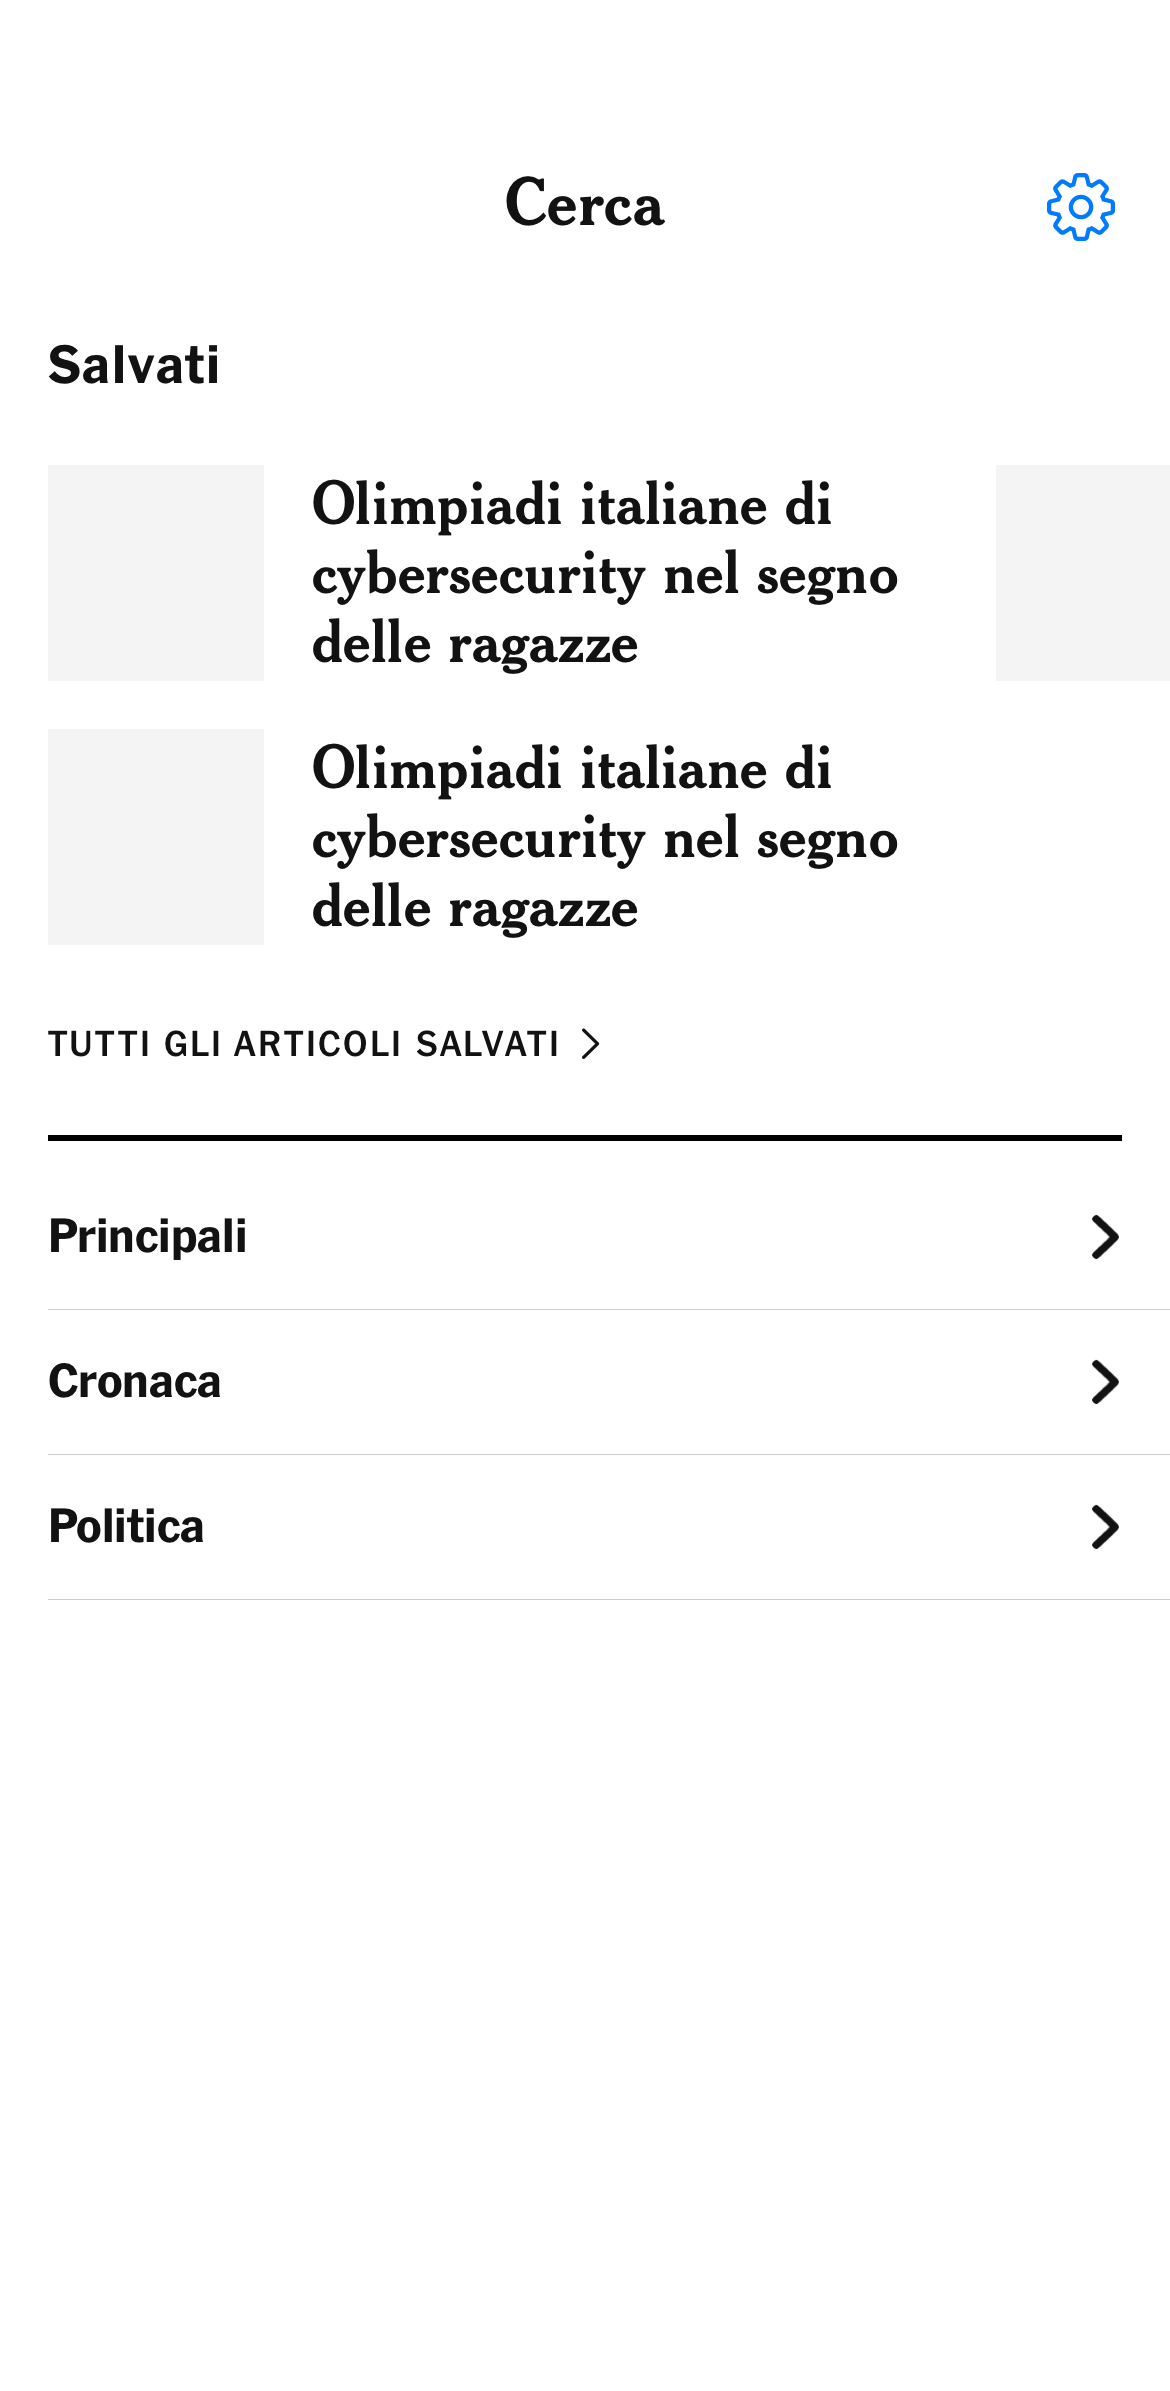 Cerca
Salvati
Olimpiadi italiane di
cybersecurity nel segno
delle ragazze
Olimpiadi italiane di
cybersecurity nel segno
delle ragazze
TUTTI GLI ARTICOLI SALVATI
Principali
Cronaca
Politica